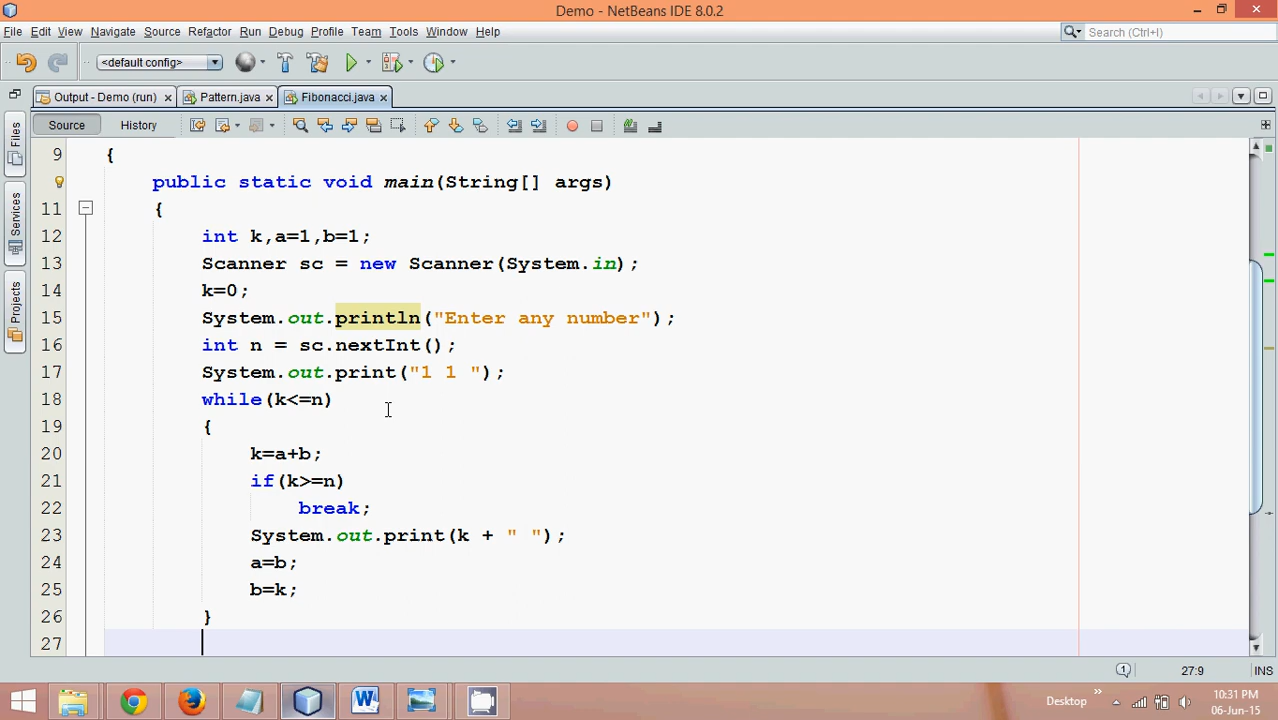 Demo - NetBeans IDE 8.0.2
File Edit View Navigate Source Refactor Run Debug Profile Team Tools Window Help
Search (Ctrl+I)
<default config>
Output - Demo (run) Pattern.java Fibonacci.java
Source History
Files
Services
Projects
9 {
public static void main(String[] args)
11 {
12 int k,a=1,b=1;
13 Scanner sc = new Scanner(System.in);
14 k=0;
15 System.out.println("Enter any number");
16 int n = sc.nextInt();
17 System.out.print("1 1 ");
18 while(k<=n)
19 {
20 k=a+b;
21 if(k>=n)
22 break;
23 System.out.print(k + " ");
24 a=b;
25 b=k;
26 }
27
1 27:9 INS
Desktop
10:31 PM
06-Jun-15